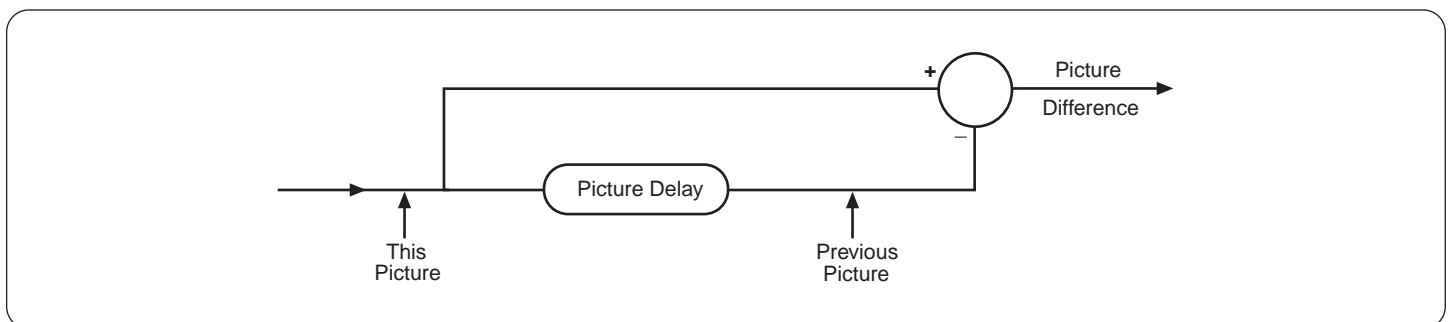 +
Picture
Difference
–
Picture Delay
This
Picture
Previous
Picture